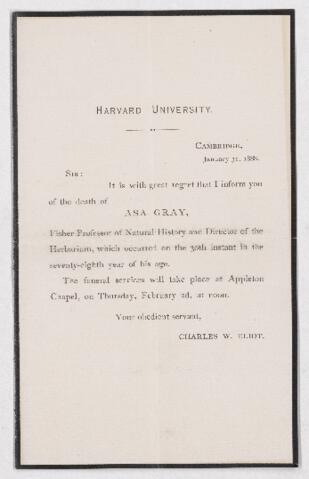 HARVARD UNIVERSITY.
CAMBRIDGE,
January 31, 1888.
SIR:
It is with great regret that I inform you
of the death of
ASA GRAY,
Fisher Professor of Natural History and Director of the
Herbarium, which occurred on the 30th instant in the
seventy-eighth year of his age.
The funeral services will take place at Appleton
Chapel, on Thursday, February 2d, at noon.
Your obedient servant,
CHARLES W. ELIOT.